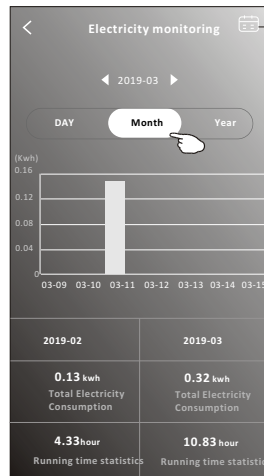 Electricity monitoring
2019-03
DAY Month Year
(Kwh)
0.16
0.12
0.08
0.04
0
03-09 03-10 03-11 03-12 03-13 03-14 03-15
2019-02 2019-03
0.13 kwh 0.32 kwh
Total Electricity Total Electricity
Consumption Consumption
4.33hour 10.83 hour
Running time statistics Running time statistic